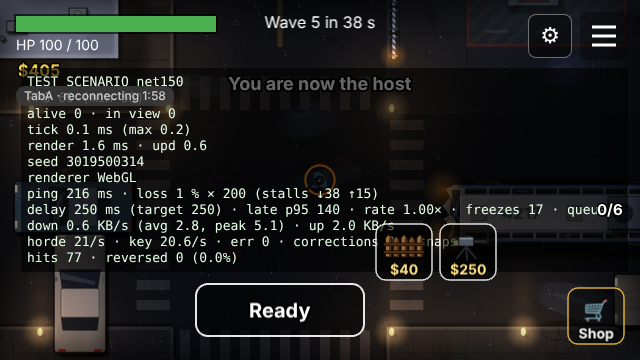 Wave 5 in 38 s
HP 100 / 100
$405
TEST SCENARIO net150
You are now the host
TabA · reconnecting 1:58
alive 0 · in view 0
tick 0.1 ms (max 0.2)
render 1.6 ms · upd 0.6
seed 3019500314
renderer WebGL
ping 216 ms · loss 1 % × 200 (stalls ↓38 ↑15)
delay 250 ms (target 250) · late p95 140 · rate 1.00× · freezes 17 ·
0/6
down 0.6 KB/s (avg 2.8, peak 5.1) · up 2.0 KB/s
horde 21/s · key 20.6/s · err 0 · corrections
hits 77 · reversed 0 (0.0%)
$40
$250
Ready
Shop